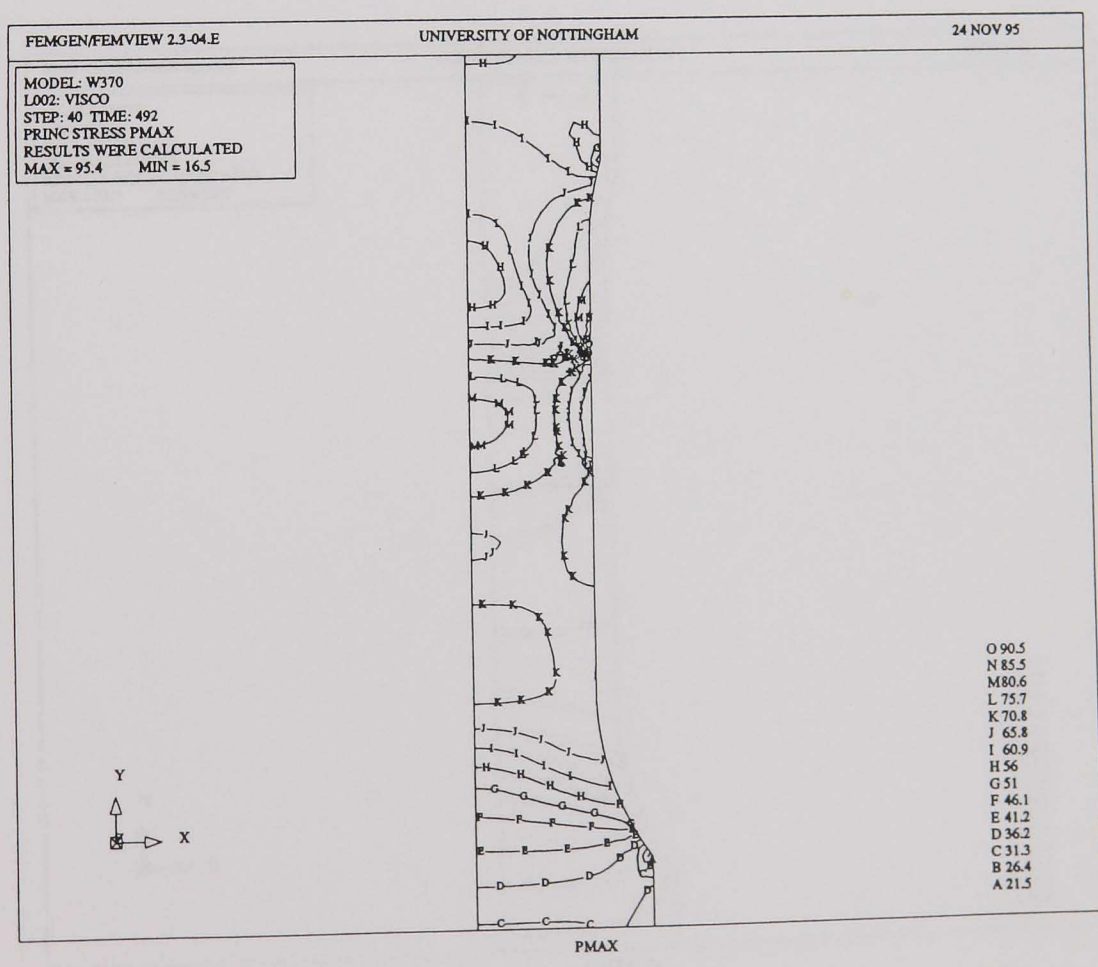 FEMGEN/FEMVIEW 2.3-04.E UNIVERSITY OF NOTTINGHAM 24 NOV 95
MODEL: W370
L002: VISCO
STEP: 40 TIME: 492
PRINC STRESS PMAX
RESULTS WERE CALCULATED
MAX = 95.4 MIN = 16.5
O 90.5
N 85.5
M 80.6
L 75.7
K 70.8
J 65.8
I 60.9
H 56
G 51
F 46.1
E 41.2
D 36.2
C 31.3
B 26.4
A 21.5
Y
X
PMAX